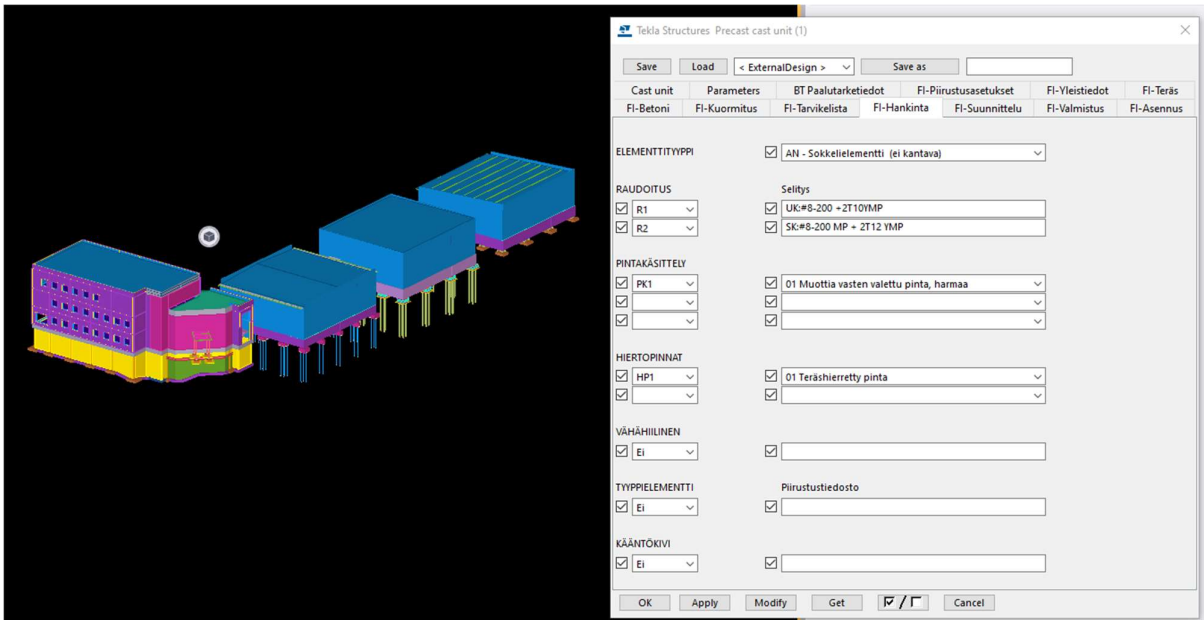 Tekla Structures Precast cast unit (1)
Save Load < ExternalDesign > Save as
Cast unit Parameters BT Paalutarketiedot FI-Piirustusasetukset FI-Yleistiedot FI-Teräs
FI-Betoni FI-Kuormitus FI-Tarvikelista FI-Hankinta FI-Suunnittelu FI-Valmistus FI-Asennus
ELEMENTTITYYPPI AN - Sokkelielementti (ei kantava)
RAUDOITUS Selitys
R1 UK:#8-200 +2T10YMP
R2 SK:#8-200 MP + 2T12 YMP
PINTAKÄSITTELY
PK1 01 Muottia vasten valettu pinta, harmaa
HIERTOPINNAT
HP1 01 Teräshierretty pinta
VÄHÄHIILINEN
Ei
TYYPPIELEMENTTI Piirustustiedosto
Ei
KÄÄNTÖKIVI
Ei
OK Apply Modify Get / Cancel